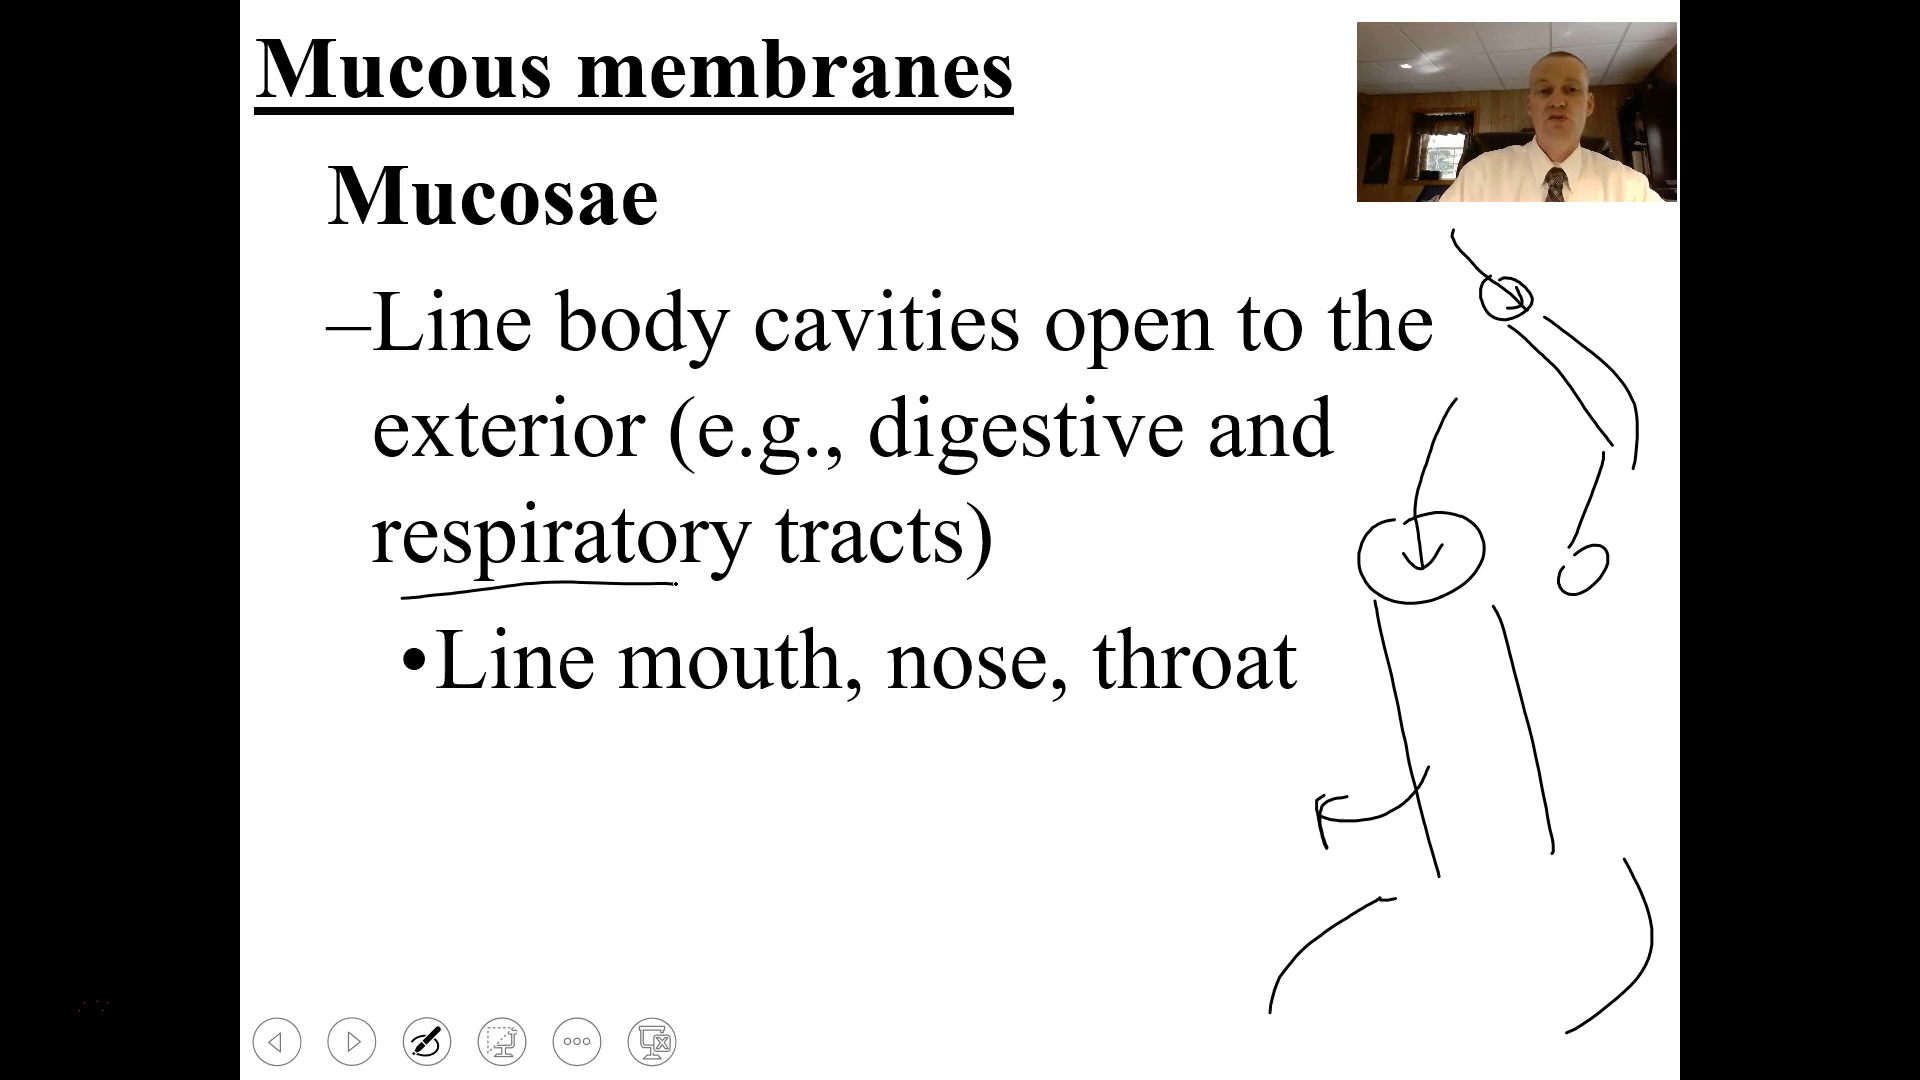 Mucous membranes
Mucosae
–Line body cavities open to the
exterior (e.g., digestive and
respiratory tracts)
•Line mouth, nose, throat